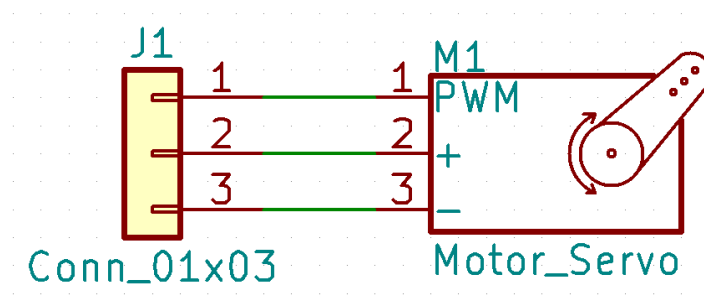 J1
M1
1 1 PWM
2 2 +
3 3 -
Conn_01x03
Motor_Servo